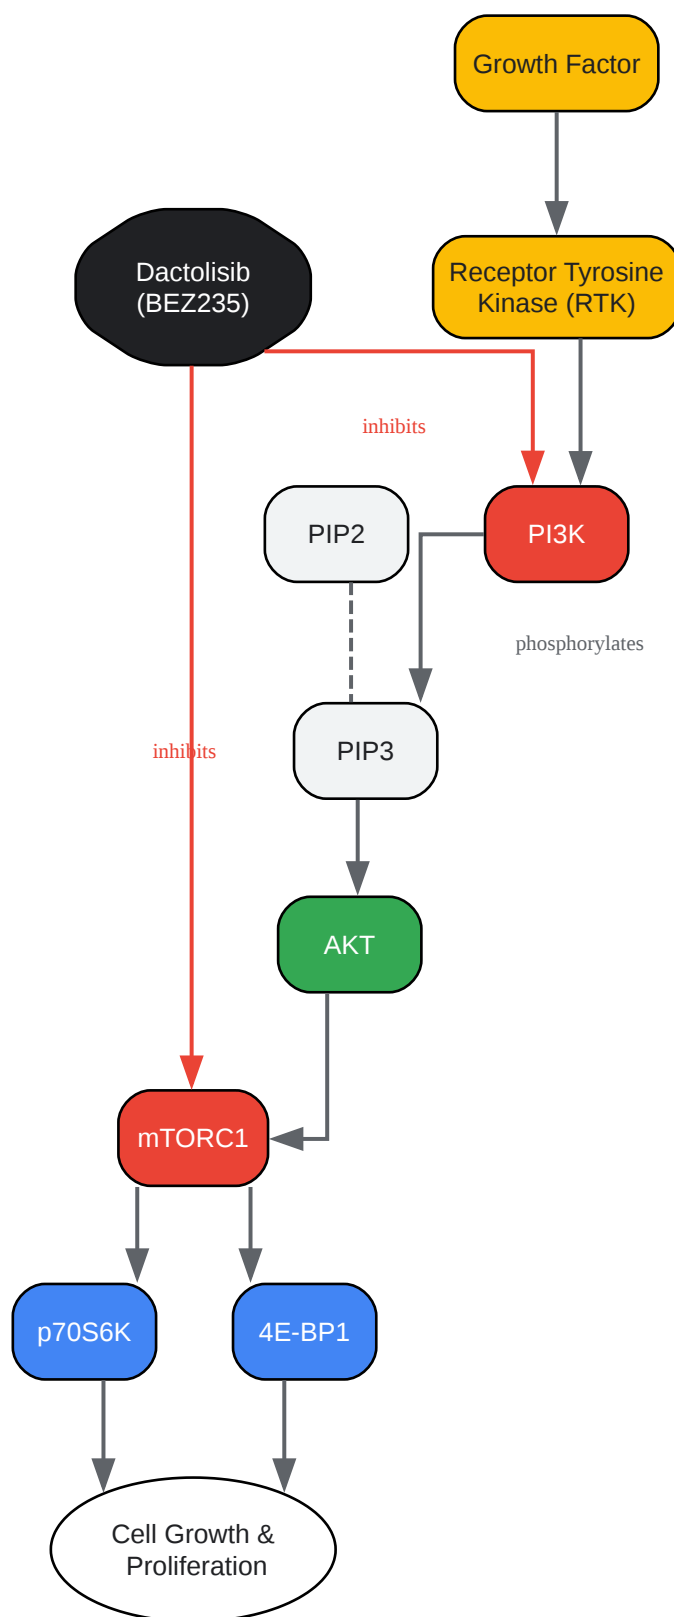 Growth Factor
Dactolisib
(BEZ235)
Receptor Tyrosine
Kinase (RTK)
inhibits
PIP2
PI3K
phosphorylates
PIP3
inhibits
AKT
mTORC1
p70S6K
4E-BP1
Cell Growth &
Proliferation